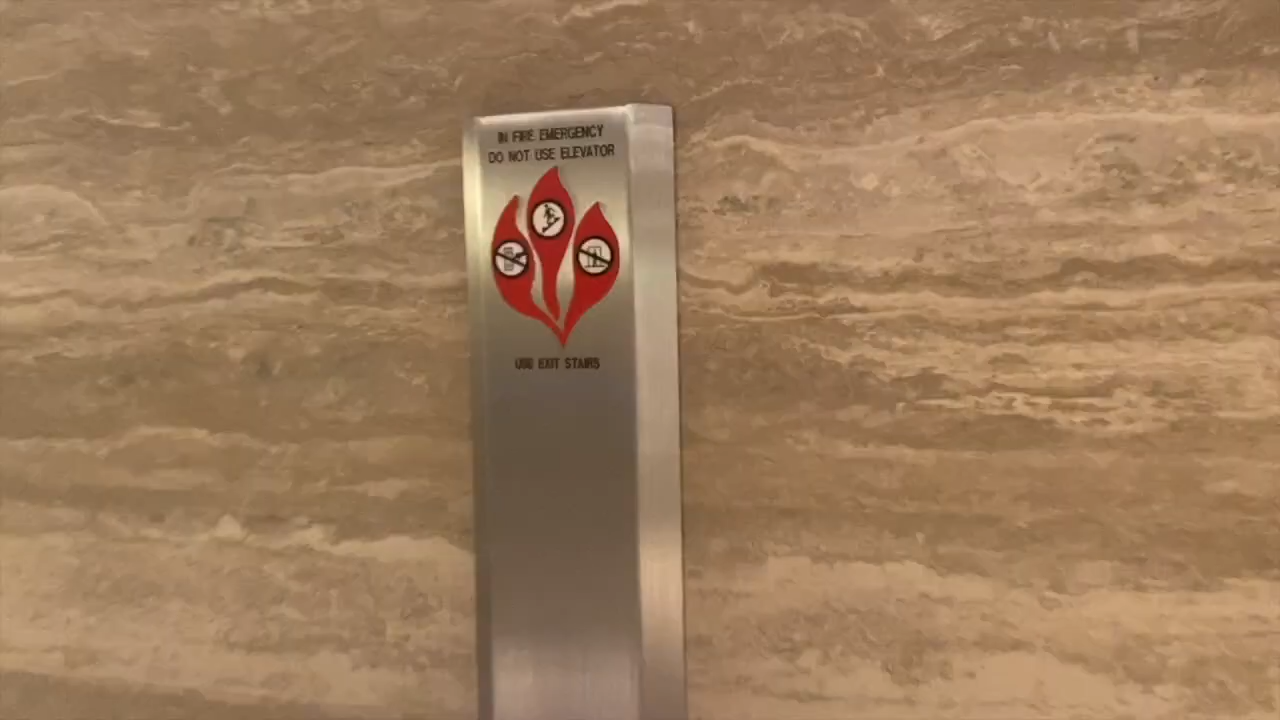 IN FIRE EMERGENCY
DO NOT USE ELEVATOR
USE EXIT STAIRS